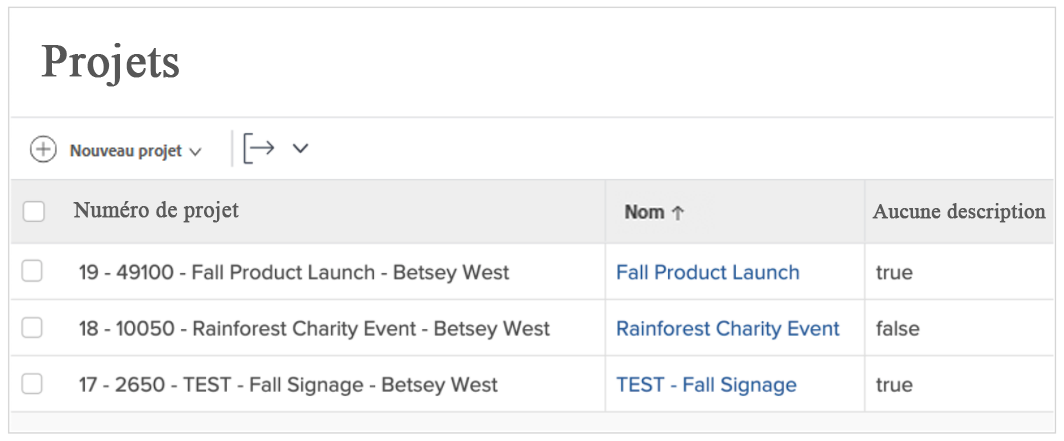 Projets
Nouveau projet
Numéro de projet Nom ↑ Aucune description
19 - 49100 - Fall Product Launch - Betsey West Fall Product Launch true
18 - 10050 - Rainforest Charity Event - Betsey West Rainforest Charity Event false
17 - 2650 - TEST - Fall Signage - Betsey West TEST - Fall Signage true